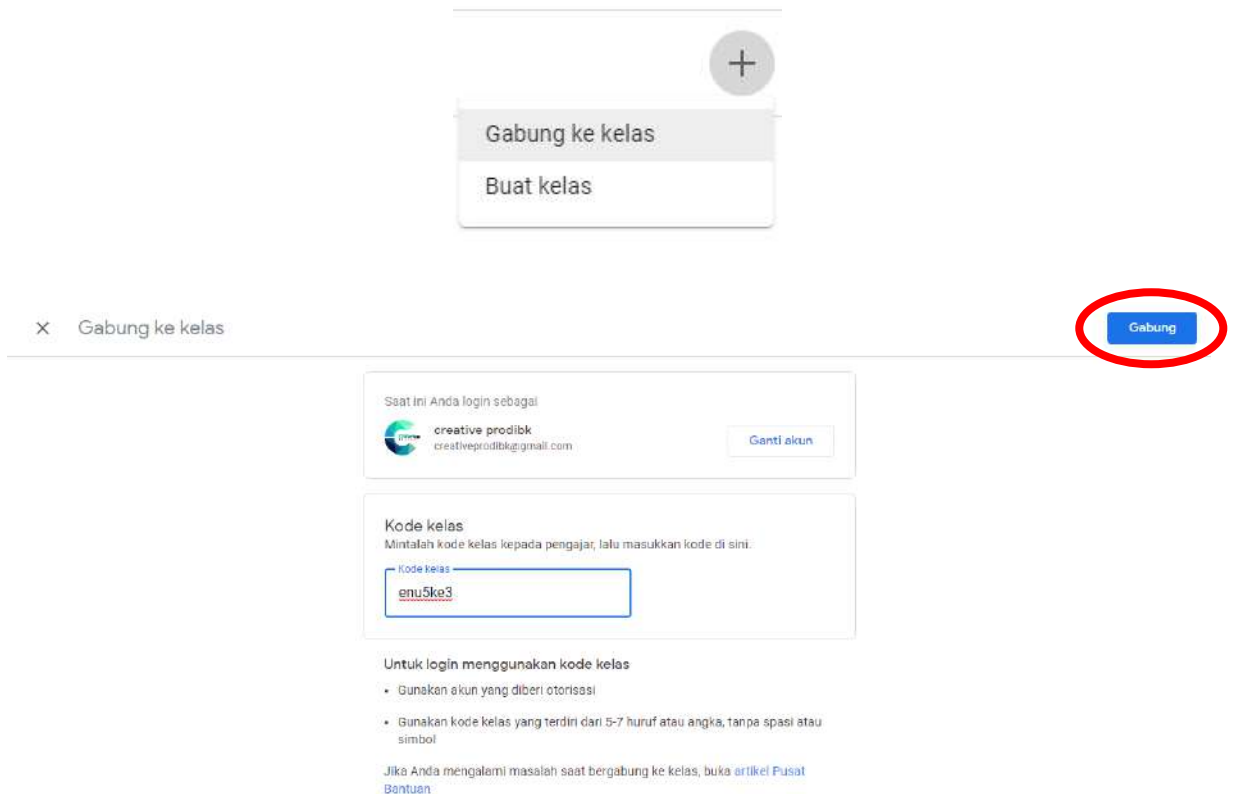 Gabung ke kelas
Buat kelas
Gabung ke kelas
Gabung
Saat ini Anda login sebagai
creative prodibk
creativeprodibk@gmail.com
Ganti akun
Kode kelas
Mintalah kode kelas kepada pengajar, lalu masukkan kode di sini.
Kode kelas
enu5ke3
Untuk login menggunakan kode kelas
• Gunakan akun yang diberi otorisasi
• Gunakan kode kelas yang terdiri dari 5-7 huruf atau angka, tanpa spasi atau
simbol
Jika Anda mengalami masalah saat bergabung ke kelas, buka artikel Pusat
Bantuan